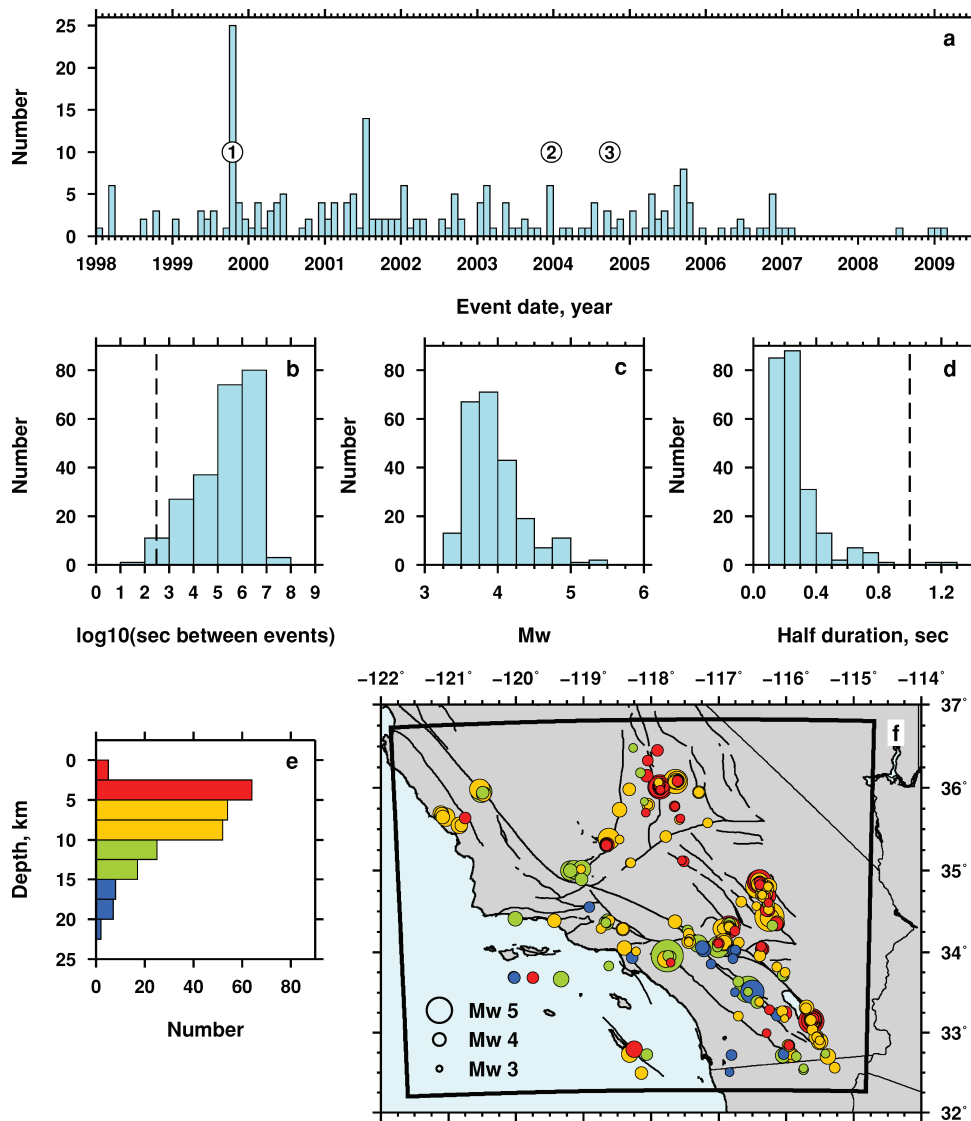 a
Number
25
20
15
10
5
0
1 2 3
1998 1999 2000 2001 2002 2003 2004 2005 2006 2007 2008 2009
Event date, year
b
Number
80
60
40
20
0
0 1 2 3 4 5 6 7 8 9
log10(sec between events)
c
Number
80
60
40
20
0
3 4 5 6
Mw
d
Number
80
60
40
20
0
0.0 0.4 0.8 1.2
Half duration, sec
e
Depth, km
0
5
10
15
20
25
0 20 40 60 80
Number
−122˚ −121˚ −120˚ −119˚ −118˚ −117˚ −116˚ −115˚ −114˚
f
37˚
36˚
35˚
34˚
33˚
32˚
Mw 5
Mw 4
Mw 3